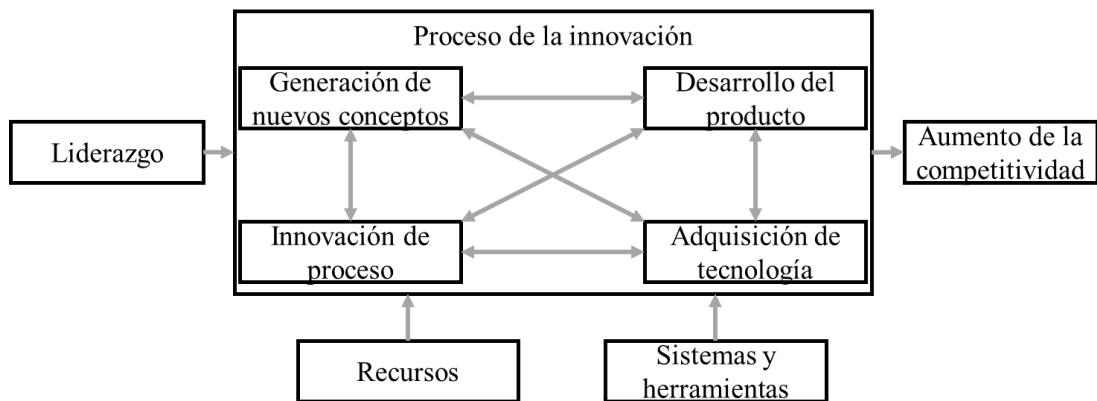 Proceso de la innovación
Generación de
nuevos conceptos
Desarrollo del
producto
Liderazgo
Aumento de la
competitividad
Innovación de
proceso
Adquisición de
tecnología
Recursos
Sistemas y
herramientas